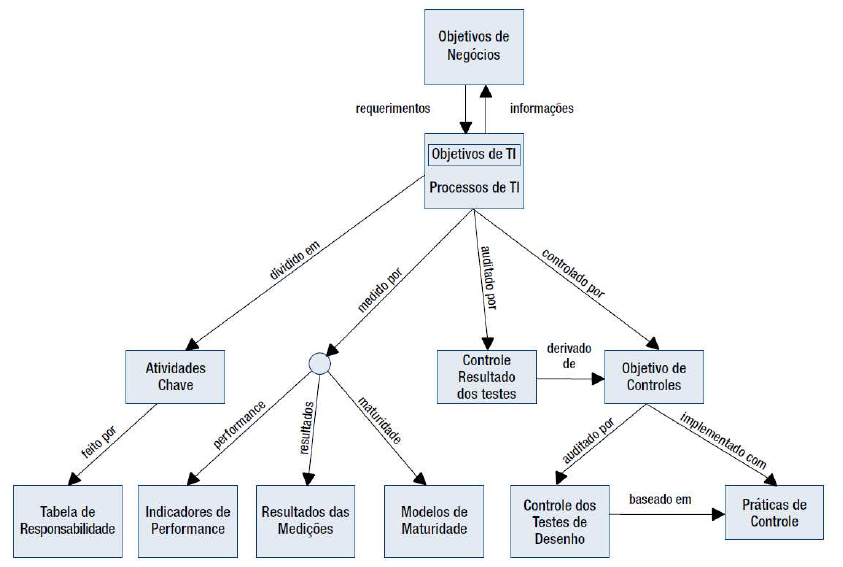 Objetivos de
Negócios
requerimentos
informações
Objetivos de TI
Processos de TI
dividido em
medido por
auditado por
controlado por
Atividades
Chave
Controle
Resultado
dos testes
derivado
de
Objetivo de
Controles
feito por
performance
resultados
maturidade
auditado por
implementado com
Tabela de
Responsabilidade
Indicadores de
Performance
Resultados das
Medições
Modelos de
Maturidade
Controle dos
Testes de
Desenho
baseado em
Práticas de
Controle